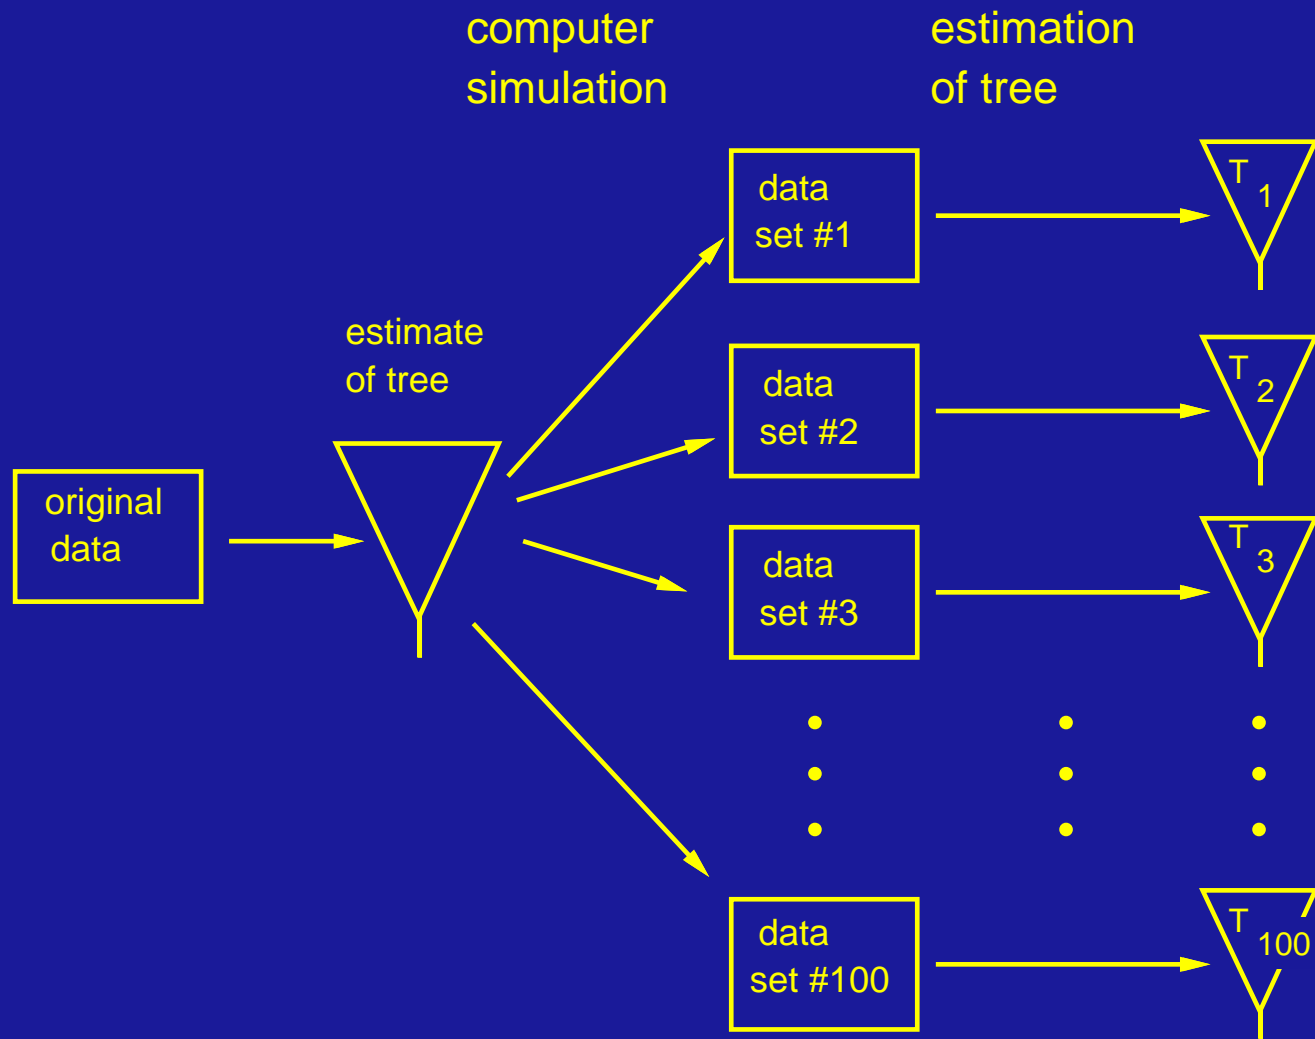 computer
simulation
estimation
of tree
estimate
of tree
original
data
data
set #1
T 1
data
set #2
T 2
data
set #3
T 3
data
set #100
T 100